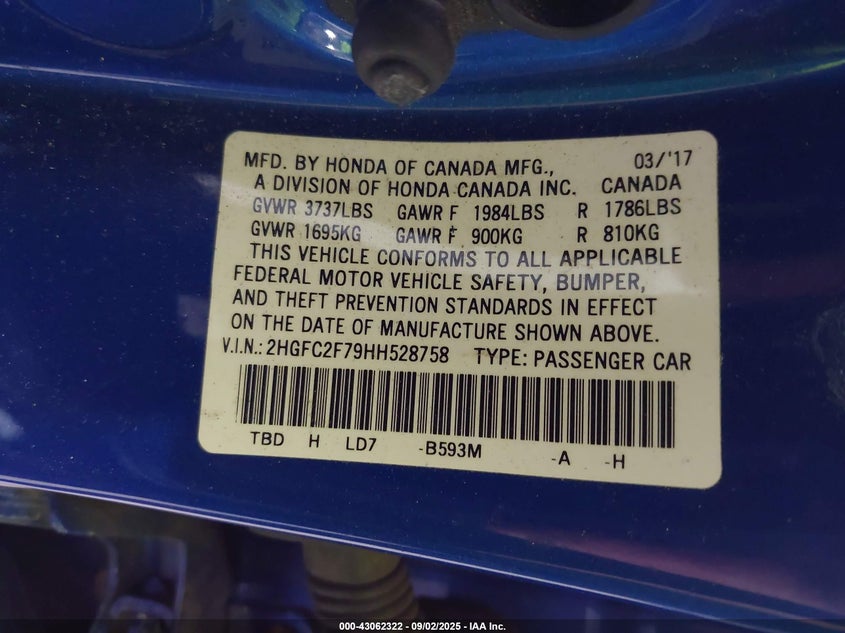 MFD. BY HONDA OF CANADA MFG., 03/'17
A DIVISION OF HONDA CANADA INC. CANADA
GVWR 3737LBS GAWR F 1984LBS R 1786LBS
GVWR 1695KG GAWR F 900KG R 810KG
THIS VEHICLE CONFORMS TO ALL APPLICABLE
FEDERAL MOTOR VEHICLE SAFETY, BUMPER,
AND THEFT PREVENTION STANDARDS IN EFFECT
ON THE DATE OF MANUFACTURE SHOWN ABOVE.
V.I.N.: 2HGFC2F79HH528758 TYPE: PASSENGER CAR
TBD H LD7 -B593M -A -H
000-43062322 - 09/02/2025 - IAA Inc.